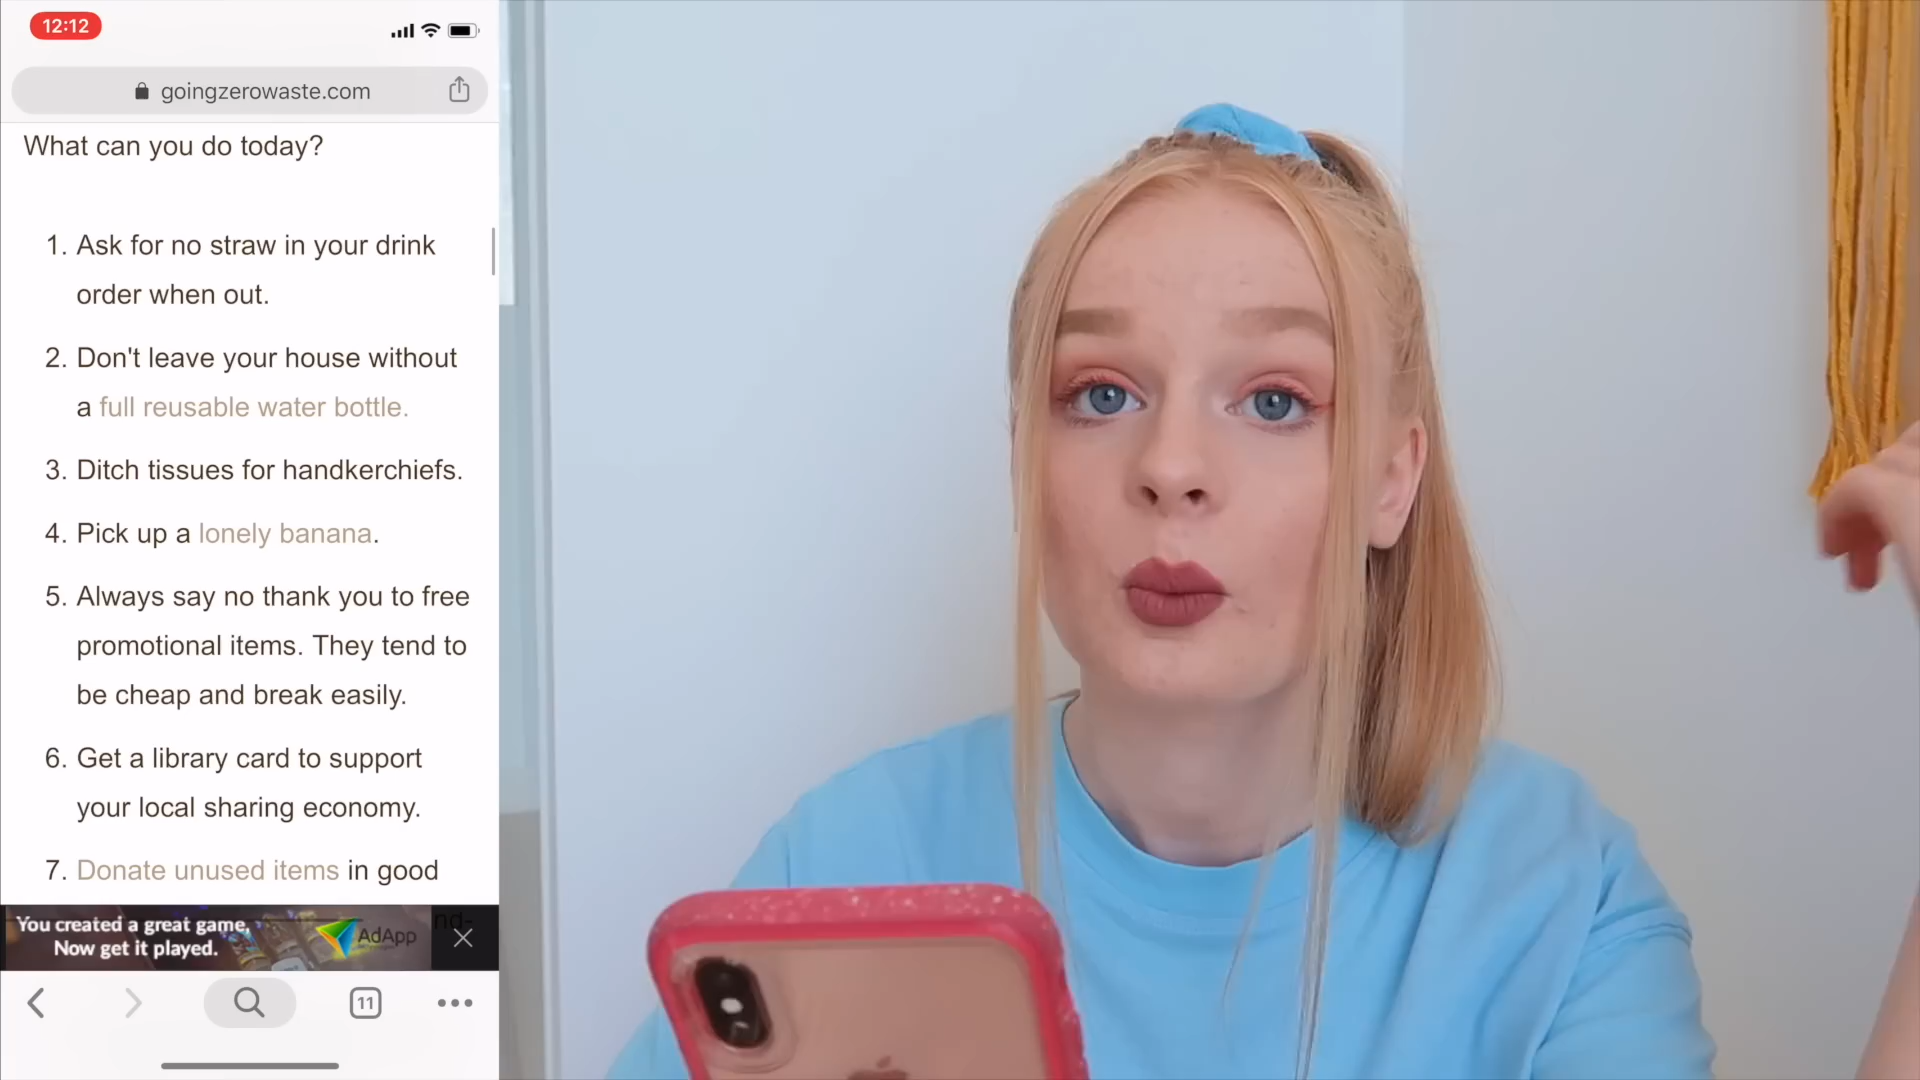 12:12
goingzerowaste.com
What can you do today?
1. Ask for no straw in your drink
order when out.
2. Don't leave your house without
a full reusable water bottle.
3. Ditch tissues for handkerchiefs.
4. Pick up a lonely banana.
5. Always say no thank you to free
promotional items. They tend to
be cheap and break easily.
6. Get a library card to support
your local sharing economy.
7. Donate unused items in good
nd-
You created a great game,
Now get it played.
AdApp
11